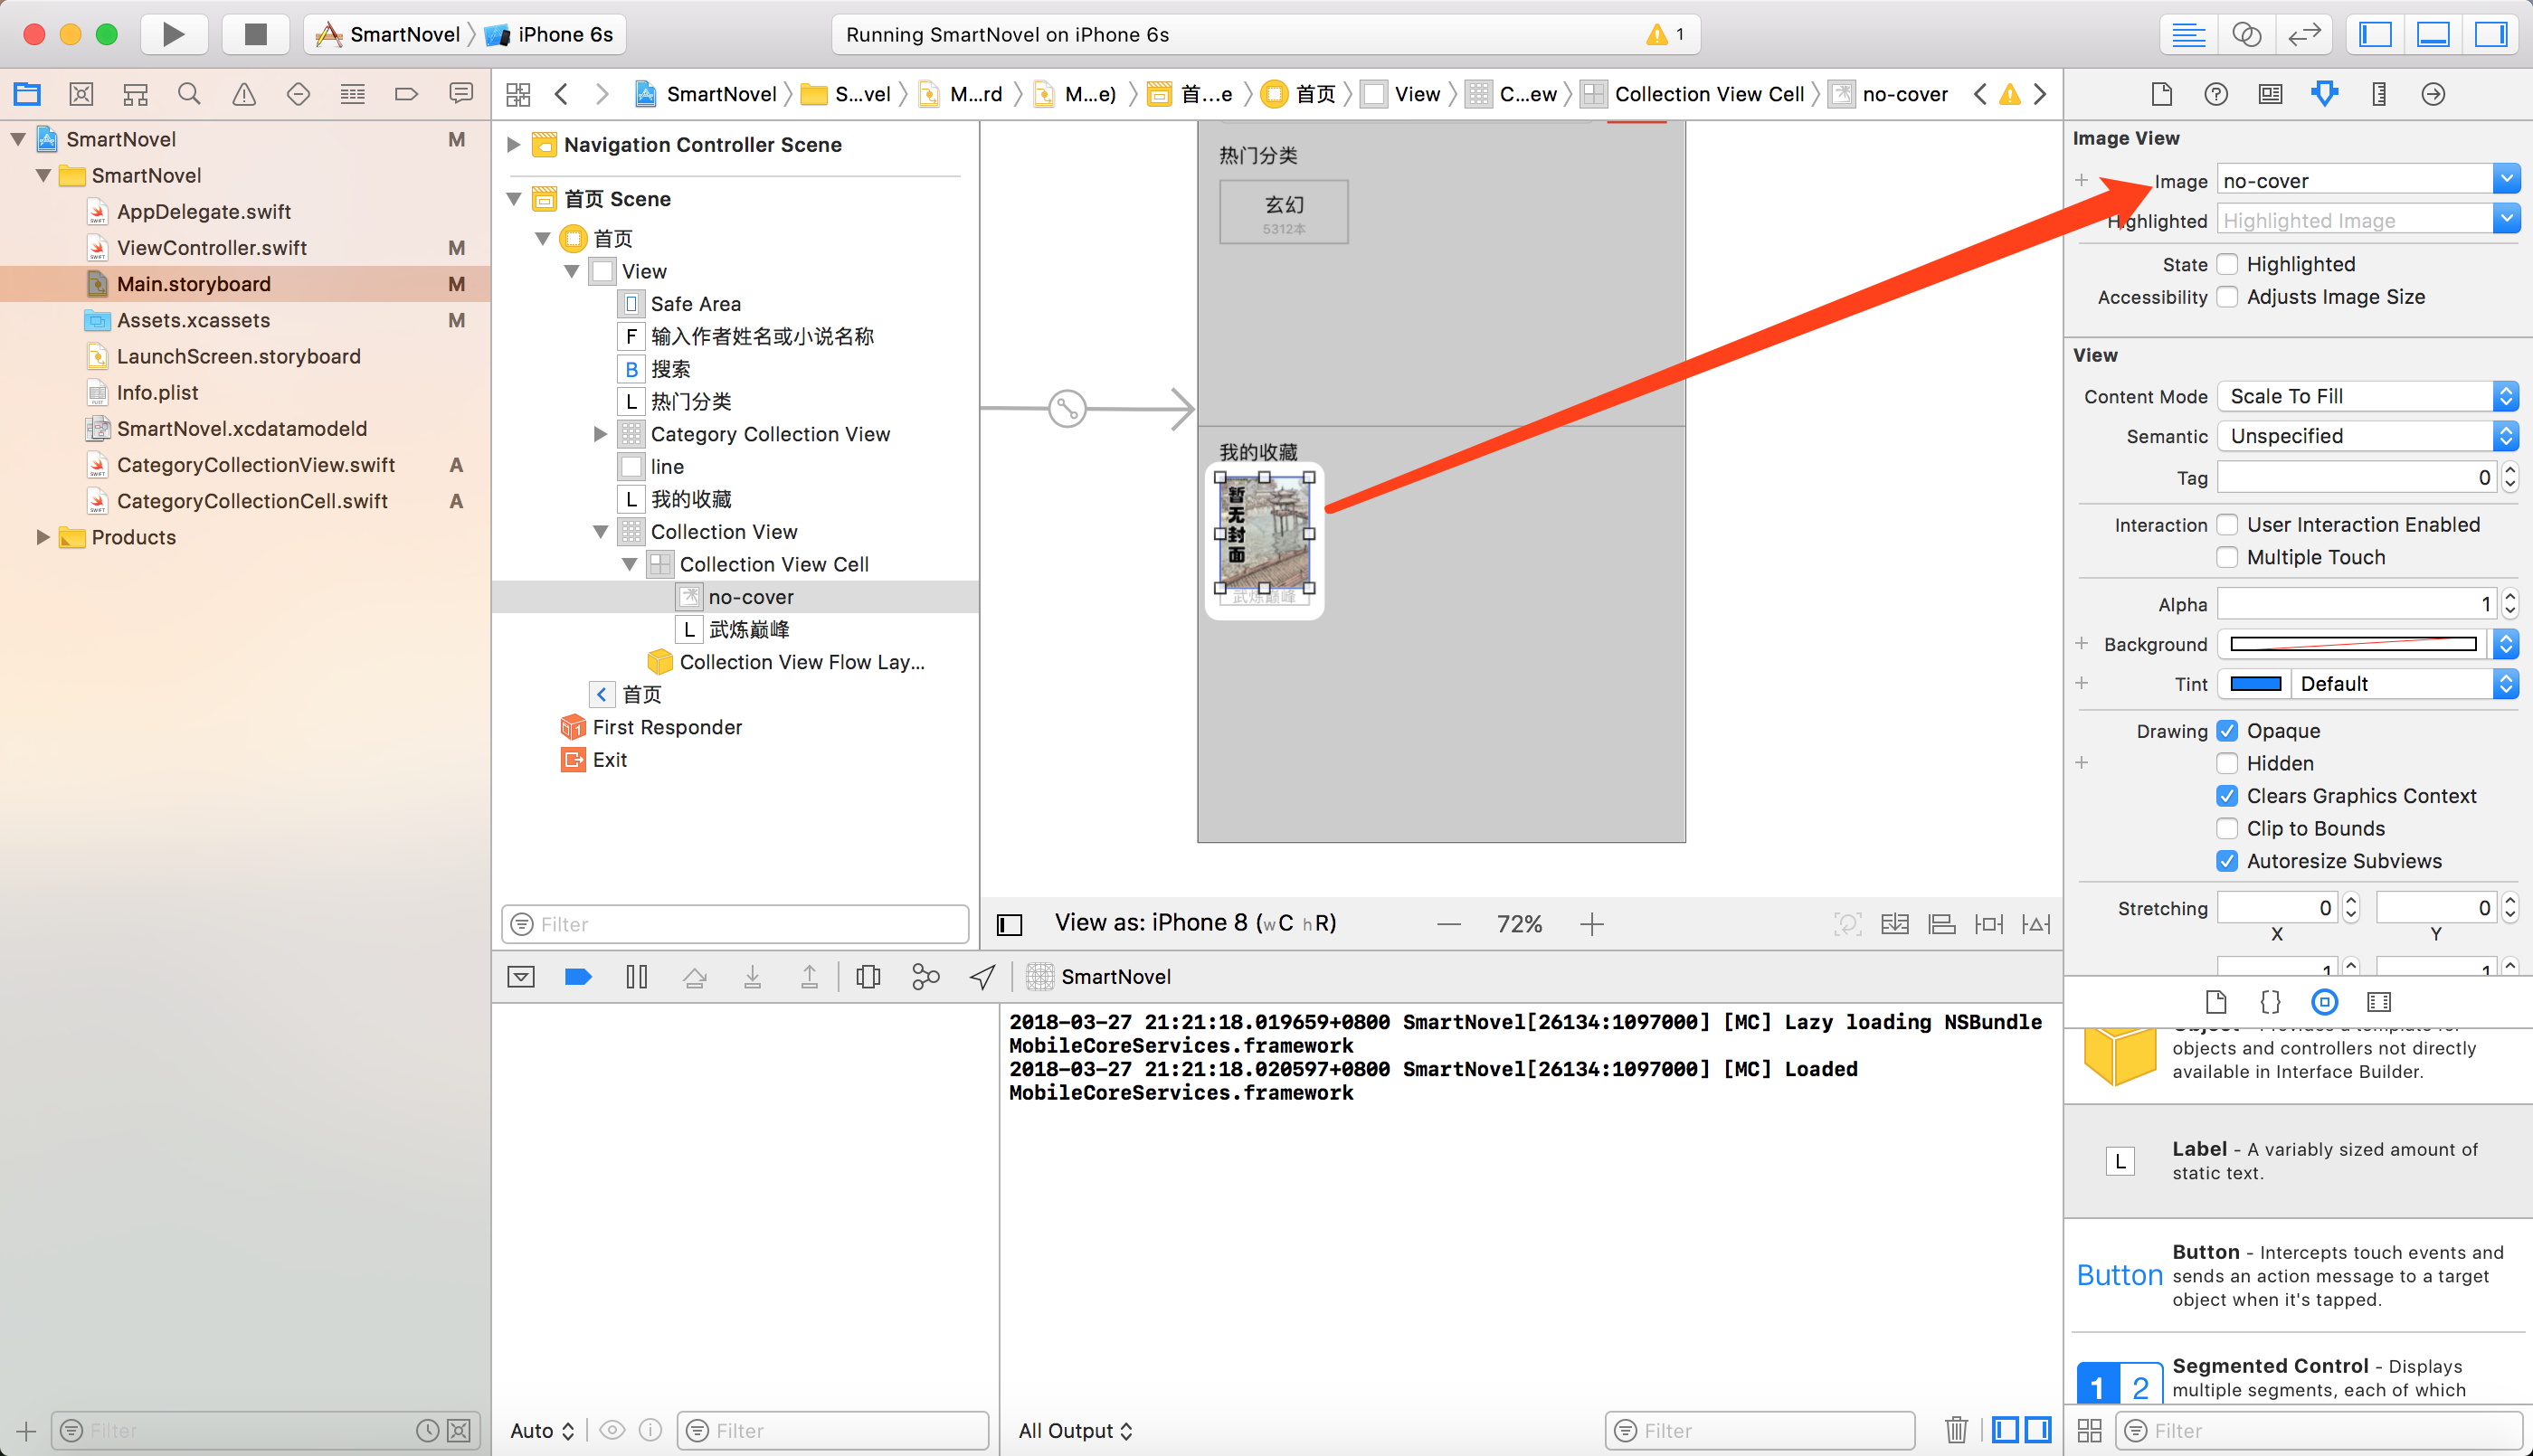 SmartNovel
iPhone 6s
Running SmartNovel on iPhone 6s
1
SmartNovel
S...vel
M...rd
M...e)
首...e
首页
View
C...ew
Collection View Cell
no-cover
SmartNovel M
SmartNovel
AppDelegate.swift
ViewController.swift M
Main.storyboard M
Assets.xcassets M
LaunchScreen.storyboard
Info.plist
SmartNovel.xcdatamodeld
CategoryCollectionView.swift A
CategoryCollectionCell.swift A
Products
Filter
Navigation Controller Scene
首页 Scene
首页
View
Safe Area
F 输入作者姓名或小说名称
B 搜索
L 热门分类
Category Collection View
line
L 我的收藏
Collection View
Collection View Cell
no-cover
L 武炼巅峰
Collection View Flow Lay...
首页
First Responder
Exit
Filter
热门分类
玄幻
5312本
我的收藏
暂无封面
武炼巅峰
View as: iPhone 8 (wC hR)
72%
SmartNovel
2018-03-27 21:21:18.019659+0800 SmartNovel[26134:1097000] [MC] Lazy loading NSBundle
MobileCoreServices.framework
2018-03-27 21:21:18.020597+0800 SmartNovel[26134:1097000] [MC] Loaded
MobileCoreServices.framework
Auto
Filter
All Output
Filter
Image View
Image no-cover
Highlighted Highlighted Image
State Highlighted
Accessibility Adjusts Image Size
View
Content Mode Scale To Fill
Semantic Unspecified
Tag 0
Interaction User Interaction Enabled
Multiple Touch
Alpha 1
Background
Tint Default
Drawing Opaque
Hidden
Clears Graphics Context
Clip to Bounds
Autoresize Subviews
Stretching 0 0
X Y
1 1
Object - Provides a template for
objects and controllers not directly
available in Interface Builder.
L
Label - A variably sized amount of
static text.
Button
Button - Intercepts touch events and
sends an action message to a target
object when it's tapped.
1 2
Segmented Control - Displays
multiple segments, each of which
Filter